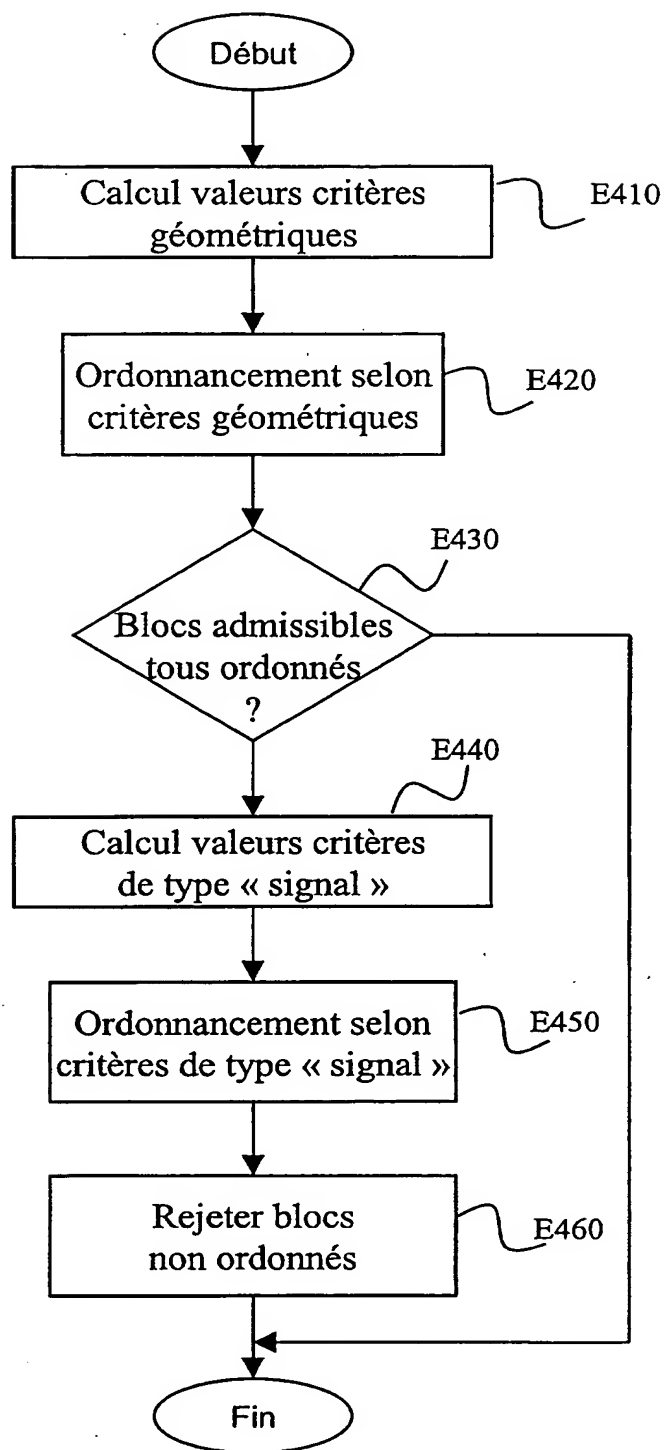 Début
Calcul valeurs critères
géométriques
E410
Ordonnancement selon
critères géométriques
E420
E430
Blocs admissibles
tous ordonnés
?
E440
Calcul valeurs critères
de type « signal »
Ordonnancement selon
critères de type « signal »
E450
Rejeter blocs
non ordonnés
E460
Fin